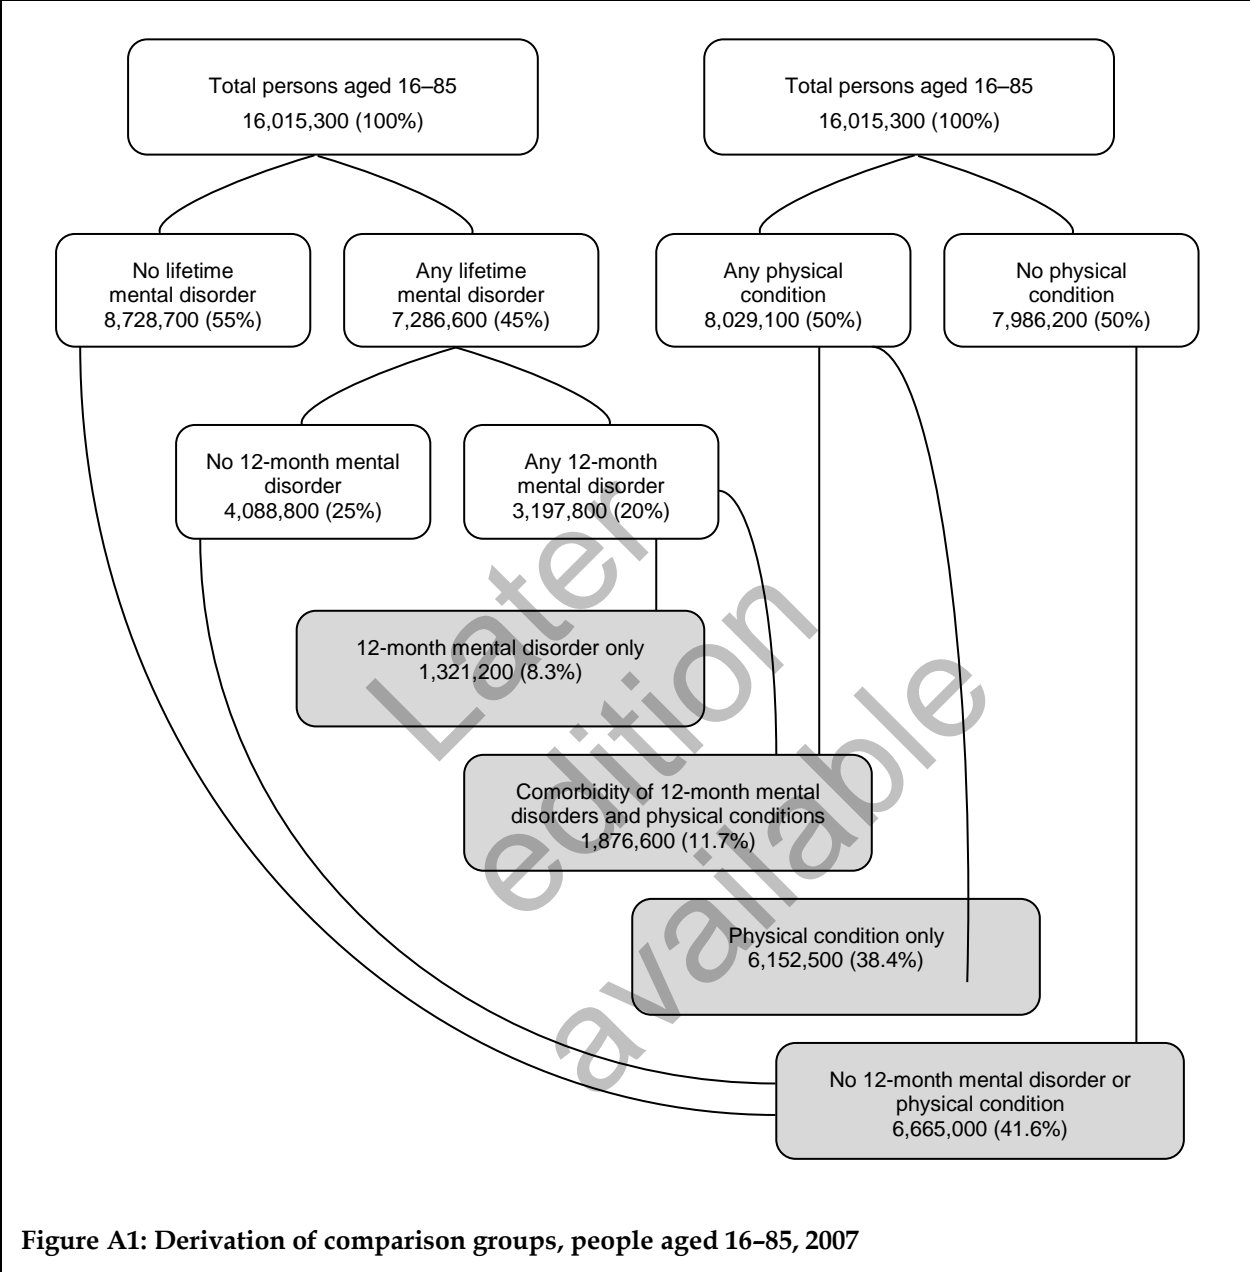 Total persons aged 16–85
16,015,300 (100%)
Total persons aged 16–85
16,015,300 (100%)
No lifetime
mental disorder
8,728,700 (55%)
Any lifetime
mental disorder
7,286,600 (45%)
Any physical
condition
8,029,100 (50%)
No physical
condition
7,986,200 (50%)
No 12-month mental
disorder
4,088,800 (25%)
Any 12-month
mental disorder
3,197,800 (20%)
12-month mental disorder only
1,321,200 (8.3%)
Comorbidity of 12-month mental
disorders and physical conditions
1,876,600 (11.7%)
Physical condition only
6,152,500 (38.4%)
No 12-month mental disorder or
physical condition
6,665,000 (41.6%)
Later
edition
available
Figure A1: Derivation of comparison groups, people aged 16–85, 2007